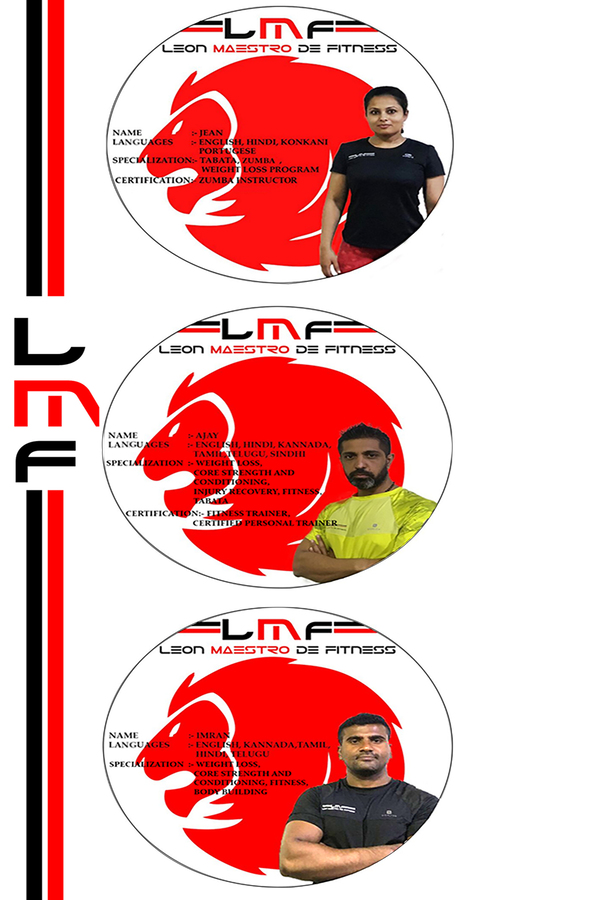 LMF
LMF
LEON MAESTRO DE FITNESS
NAME :- JEAN
LANGUAGES :- ENGLISH, HINDI, KONKANI
PORTUGESE
SPECIALIZATION:- TABATA, ZUMBA ,
WEIGHT LOSS PROGRAM
CERTIFICATION:- ZUMBA INSTRUCTOR
LMF
LEON MAESTRO DE FITNESS
NAME :- AJAY
LANGUAGES :- ENGLISH, HINDI, KANNADA,
TAMIL,TELUGU, SINDHI
SPECIALIZATION :- WEIGHT LOSS,
CORE STRENGTH AND
CONDITIONING,
INJURY RECOVERY, FITNESS,
TABATA
CERTIFICATION:- FITNESS TRAINER,
CERTIFIED PERSONAL TRAINER
LMF
LEON MAESTRO DE FITNESS
NAME :- IMRAN
LANGUAGES :- ENGLISH, KANNADA,TAMIL,
HINDI, TELUGU
SPECIALIZATION :- WEIGHT LOSS,
CORE STRENGTH AND
CONDITIONING, FITNESS,
BODY BUILDING